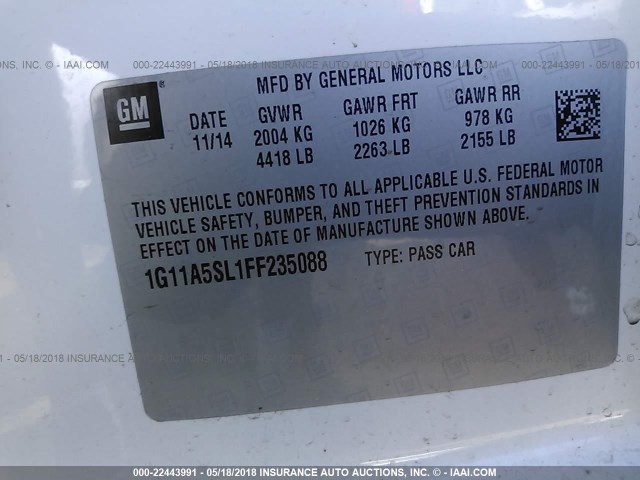 000-22443991 - 05/18/2018 INSURANCE AUTO AUCTIONS, INC. - © IAAI.COM
MFD BY GENERAL MOTORS LLC
GM
DATE GVWR GAWR FRT GAWR RR
11/14 2004 KG 1026 KG 978 KG
4418 LB 2263 LB 2155 LB
THIS VEHICLE CONFORMS TO ALL APPLICABLE U.S. FEDERAL MOTOR
VEHICLE SAFETY, BUMPER, AND THEFT PREVENTION STANDARDS IN
EFFECT ON THE DATE OF MANUFACTURE SHOWN ABOVE.
1G11A5SL1FF235088 TYPE: PASS CAR
000-22443991 - 05/18/2018 INSURANCE AUTO AUCTIONS, INC. - © IAAI.COM
000-22443991 - 05/18/2018 INSURANCE AUTO AUCTIONS, INC. - © IAAI.COM